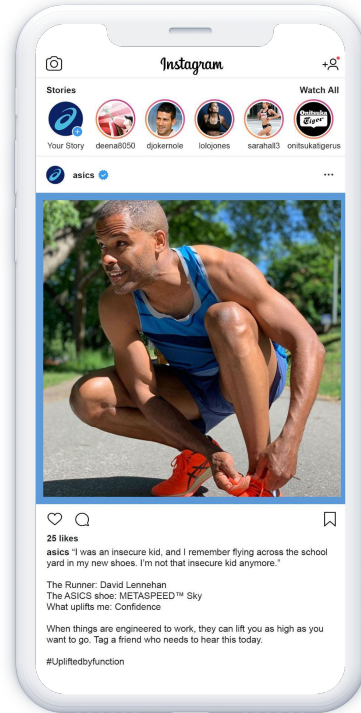 Instagram
Stories Watch All
Onitsuka
Tiger
Your Story deena8050 djokernole lolojones sarahall3 onitsukatigerus
asics
25 likes
asics “I was an insecure kid, and I remember flying across the school
yard in my new shoes. I’m not that insecure kid anymore.”
The Runner: David Lennehan
The ASICS shoe: METASPEED™ Sky
What uplifts me: Confidence
When things are engineered to work, they can lift you as high as you
want to go. Tag a friend who needs to hear this today.
#Upliftedbyfunction